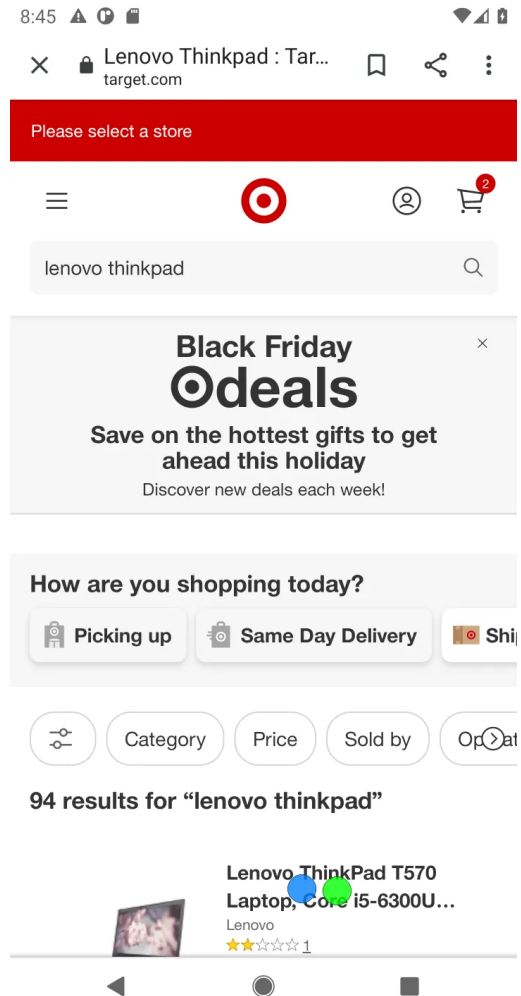 8:45
Lenovo Thinkpad : Tar...
target.com
Please select a store
2
lenovo thinkpad
Black Friday
deals
Save on the hottest gifts to get
ahead this holiday
Discover new deals each week!
How are you shopping today?
Picking up
Same Day Delivery
Category
Price
Sold by
94 results for “lenovo thinkpad”
Lenovo ThinkPad T570
Laptop, Core i5-6300U...
Lenovo
1